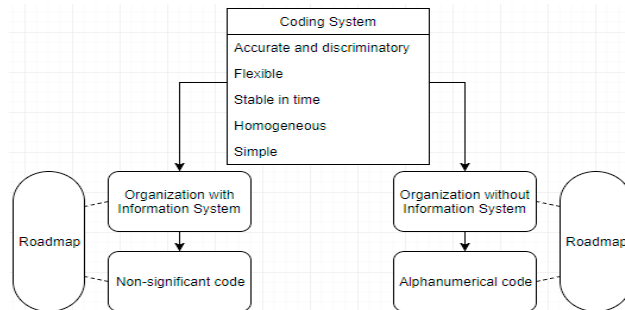 Coding System
Accurate and discriminatory
Flexible
Stable in time
Homogeneous
Simple
Organization with
Information System
Organization without
Information System
Roadmap
Roadmap
Non-significant code
Alphanumerical code